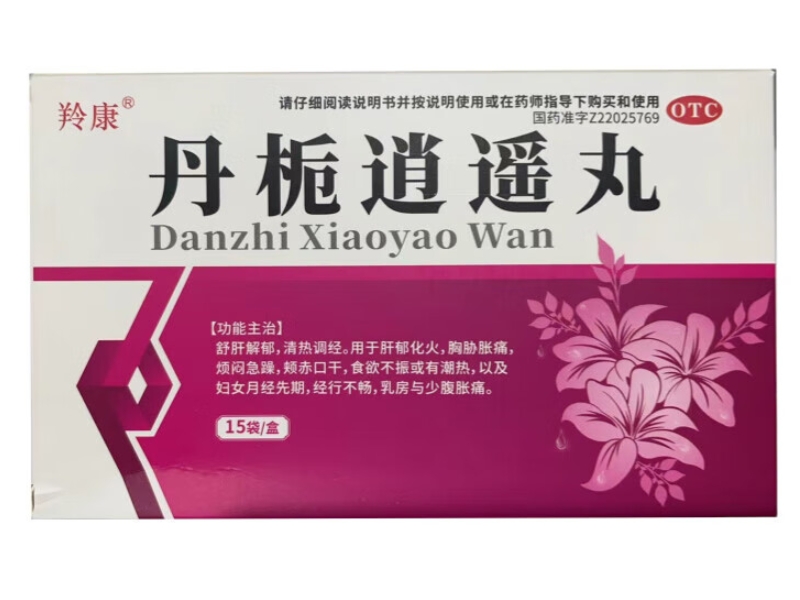 羚康®
请仔细阅读说明书并按说明使用或在药师指导下购买和使用
国药准字Z22025769
OTC
丹栀逍遥丸
Danzhi Xiaoyao Wan
【功能主治】
舒肝解郁,清热调经。用于肝郁化火,胸胁胀痛,
烦闷急躁,颊赤口干,食欲不振或有潮热,以及
妇女月经先期,经行不畅,乳房与少腹胀痛。
15袋/盒